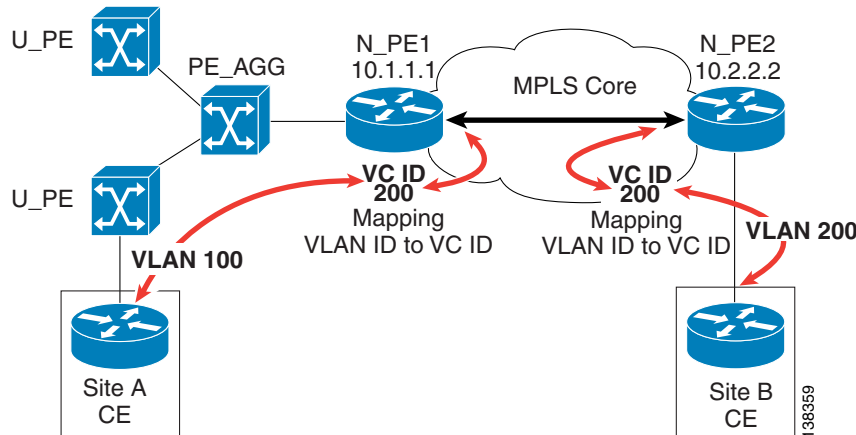 U_PE
PE_AGG
N_PE1
10.1.1.1
MPLS Core
N_PE2
10.2.2.2
U_PE
VC ID
200
Mapping
VLAN ID to VC ID
VC ID
200
Mapping
VLAN ID to VC ID
VLAN 100
VLAN 200
Site A
CE
Site B
CE
138359